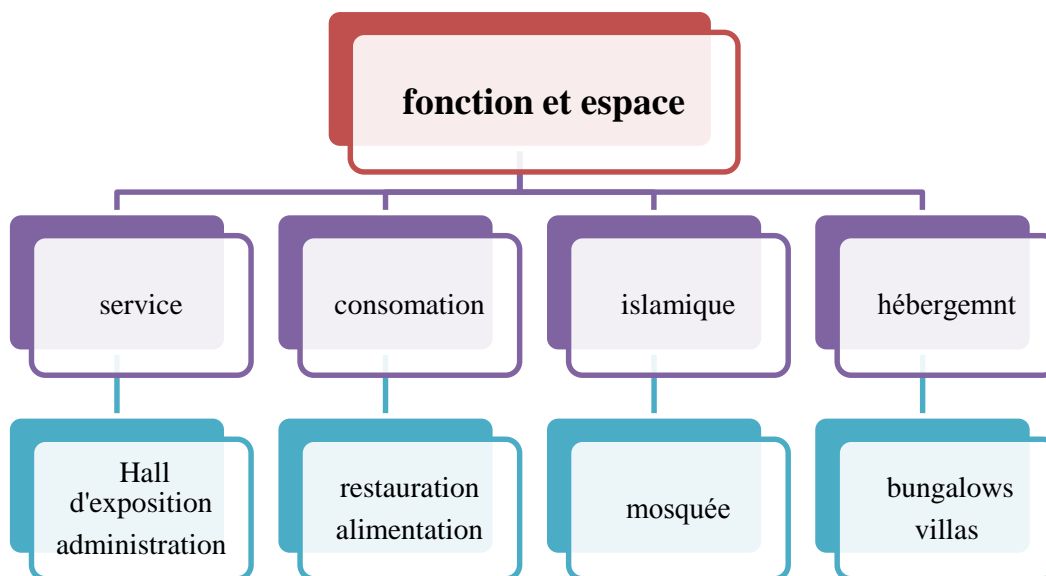 fonction et espace
service
consomation
islamique
hébergemnt
Hall
d'exposition
administration
restauration
alimentation
mosquée
bungalows
villas